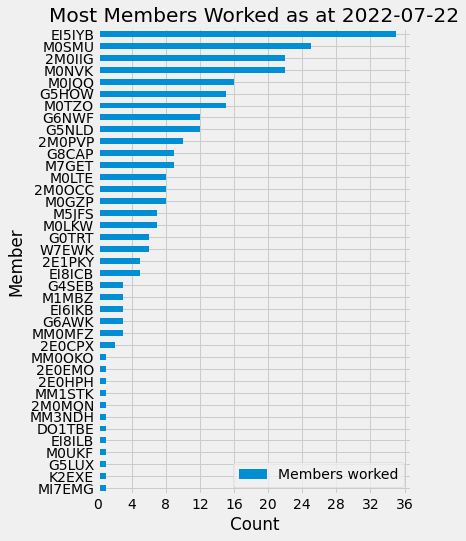 Most Members Worked as at 2022-07-22
EI5IYB
M0SMU
2M0IIG
M0NVK
M0JQQ
G5HOW
M0TZO
G6NWF
G5NLD
2M0PVP
G8CAP
M7GET
M0LTE
2M0OCC
M0GZP
M5JFS
M0LKW
G0TRT
W7EWK
2E1PKY
EI8ICB
G4SEB
M1MBZ
EI6IKB
G6AWK
MM0MFZ
2E0CPX
MM0OKO
2E0EMO
2E0HPH
MM1STK
2M0MQN
MM3NDH
DO1TBE
EI8ILB
M0UKF
G5LUX
K2EXE
MI7EMG
Member
Members worked
0 4 8 12 16 20 24 28 32 36
Count